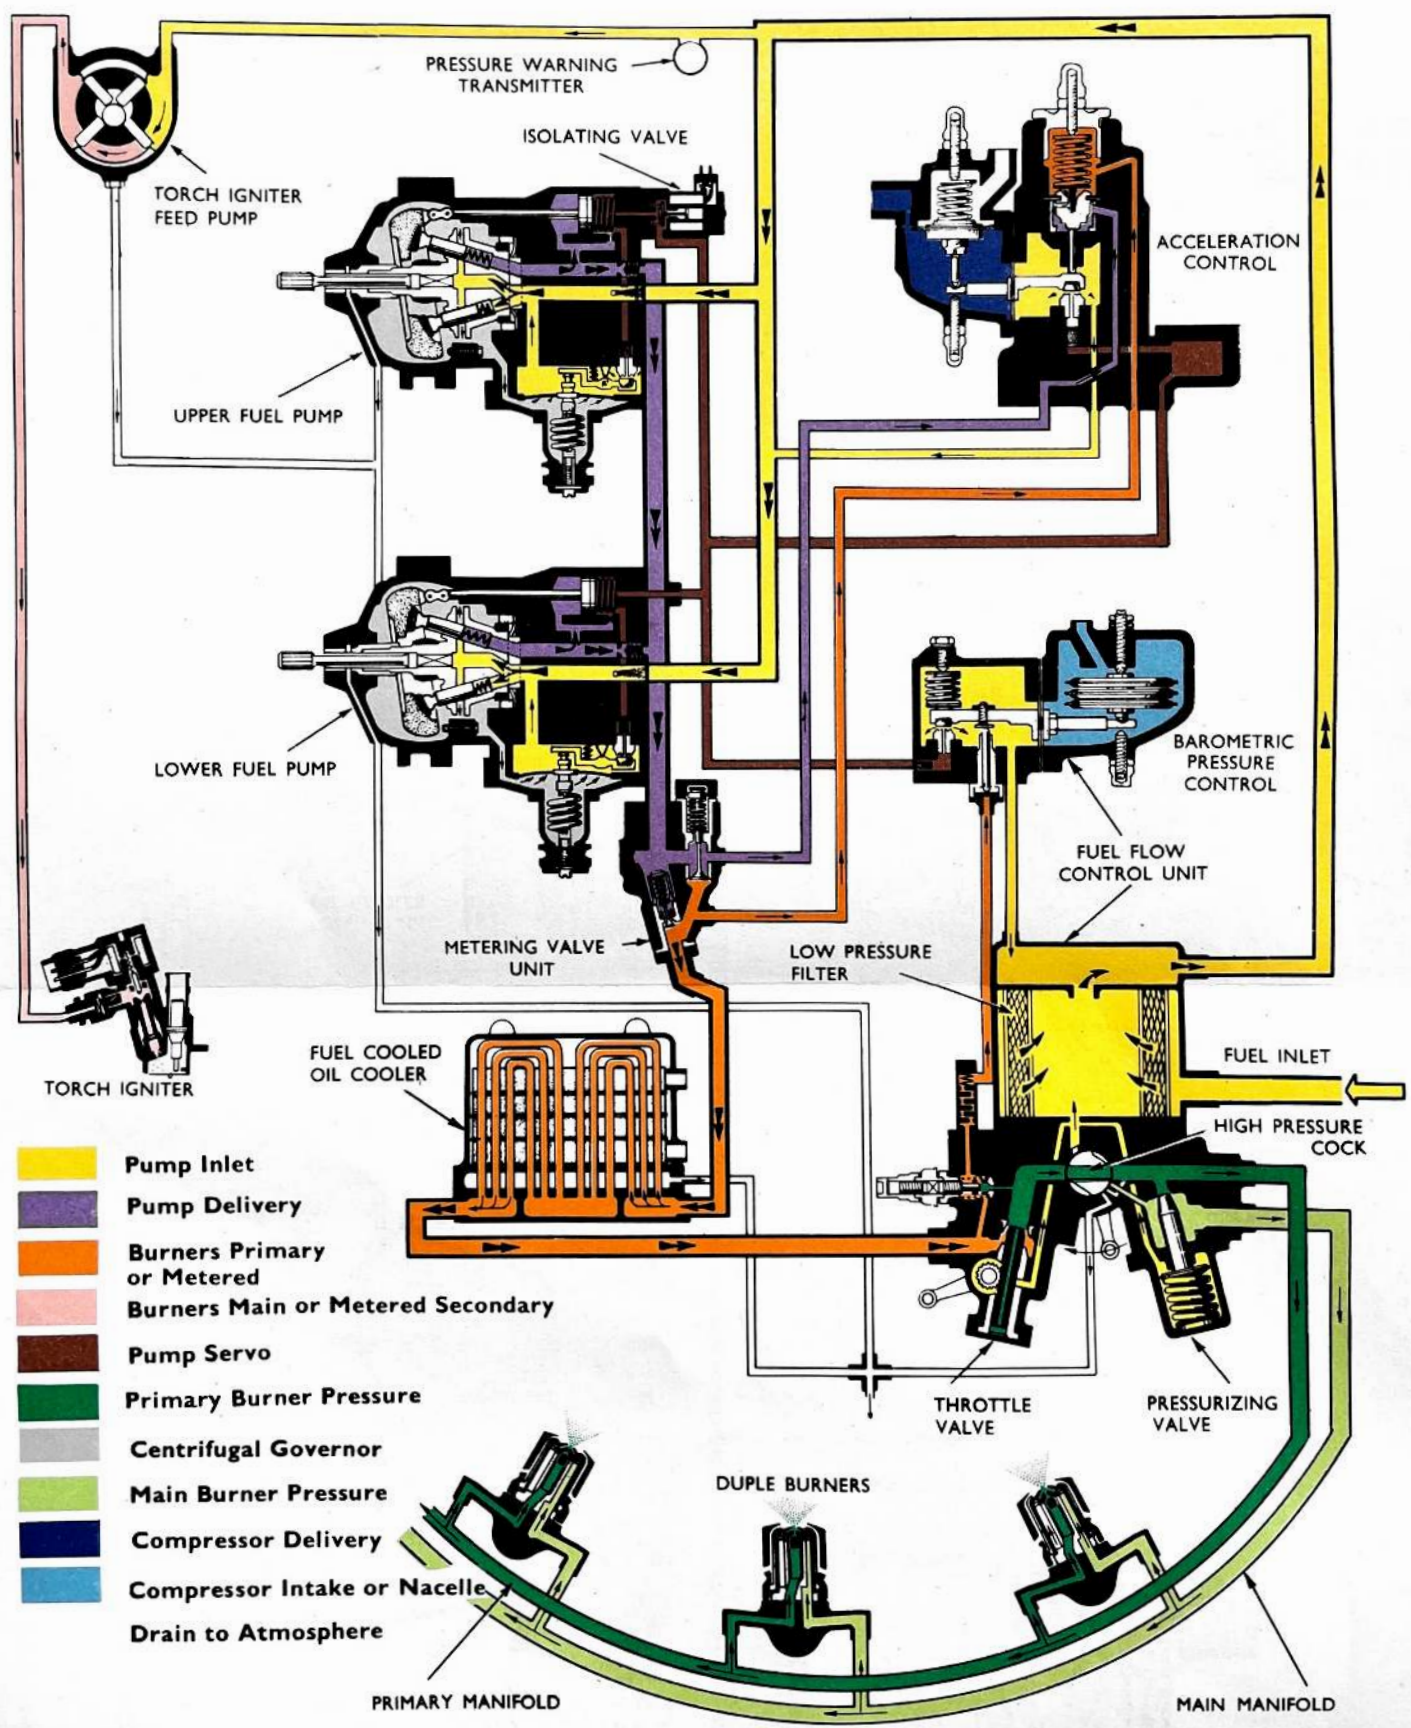 PRESSURE WARNING
TRANSMITTER
ISOLATING VALVE
TORCH IGNITER
FEED PUMP
ACCELERATION
CONTROL
UPPER FUEL PUMP
LOWER FUEL PUMP
BAROMETRIC
PRESSURE
CONTROL
FUEL FLOW
CONTROL UNIT
METERING VALVE
UNIT
LOW PRESSURE
FILTER
FUEL COOLED
OIL COOLER
FUEL INLET
TORCH IGNITER
HIGH PRESSURE
COCK
Pump Inlet
Pump Delivery
Burners Primary
or Metered
Burners Main or Metered Secondary
Pump Servo
Primary Burner Pressure
Centrifugal Governor
Main Burner Pressure
Compressor Delivery
Compressor Intake or Nacelle
Drain to Atmosphere
THROTTLE
VALVE
PRESSURIZING
VALVE
DUPLE BURNERS
PRIMARY MANIFOLD
MAIN MANIFOLD